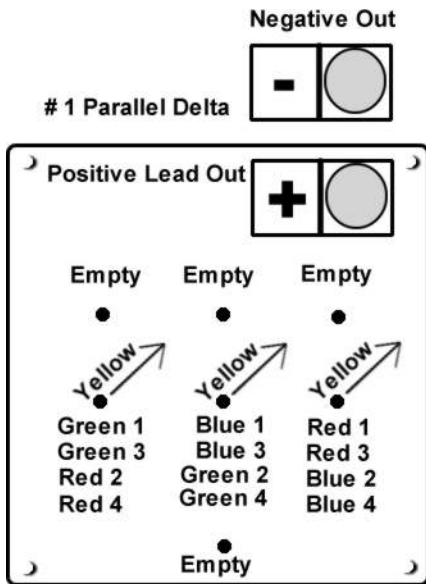 Negative Out
-
# 1 Parallel Delta
Positive Lead Out
+
Empty Empty Empty
Yellow Yellow Yellow
Green 1
Green 3
Red 2
Red 4
Blue 1
Blue 3
Green 2
Green 4
Red 1
Red 3
Blue 2
Blue 4
Empty